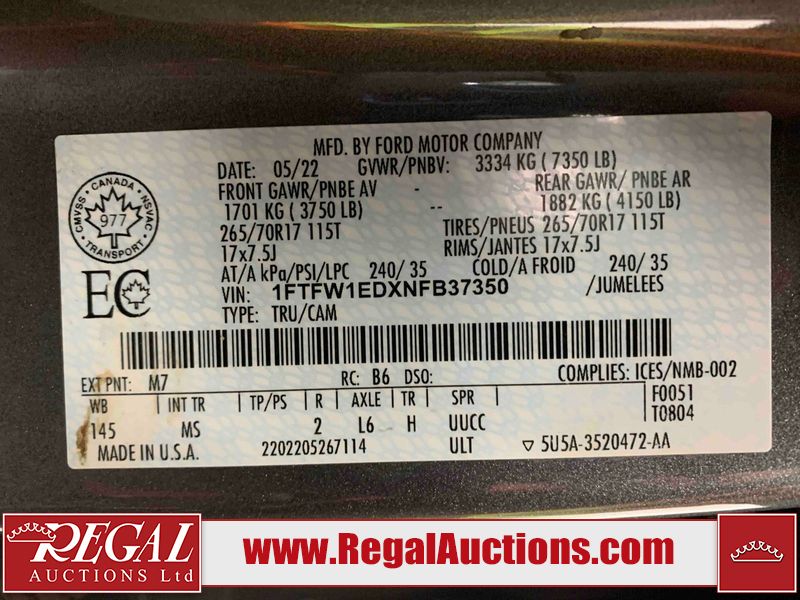 MFD. BY FORD MOTOR COMPANY
DATE: 05/22 GVWR/PNBV: 3334 KG ( 7350 LB)
FRONT GAWR/PNBE AV - REAR GAWR/ PNBE AR
1701 KG ( 3750 LB) -- 1882 KG ( 4150 LB)
265/70R17 115T TIRES/PNEUS 265/70R17 115T
17x7.5J RIMS/JANTES 17x7.5J
AT/A kPa/PSI/LPC 240/ 35 COLD/A FROID 240/ 35
VIN: 1FTFW1EDXNFB37350 /JUMELEES
TYPE: TRU/CAM
CANADA
CMVSS NSVAC
977
TRANSPORT
EC
EXT PNT: M7 RC: B6 DSO: COMPLIES: ICES/NMB-002
WB INT TR TP/PS R AXLE TR SPR F0051
145 MS 2 L6 H UUCC T0804
MADE IN U.S.A. 2202205267114 ULT ▽ 5U5A-3520472-AA
REGAL
AUCTIONS Ltd
www.RegalAuctions.com